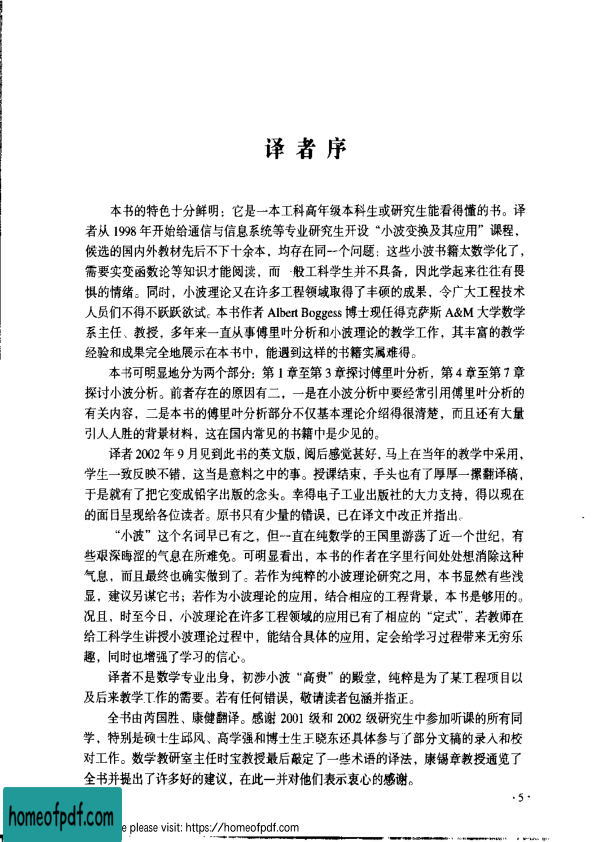 译者序
本书的特色十分鲜明：它是一本工科高年级本科生或研究生能看得懂的书。译
者从 1998 年开始给通信与信息系统等专业研究生开设“小波变换及其应用”课程，
候选的国内外教材先后不下十余本，均存在同一个问题：这些小波书籍太数学化了，
需要实变函数论等知识才能阅读，而一般工科学生并不具备，因此学起来往往有畏
惧的情绪。同时，小波理论又在许多工程领域取得了丰硕的成果，令广大工程技术
人员们不得不跃跃欲试。本书作者 Albert Boggess 博士现任得克萨斯 A&M 大学数学
系主任、教授，多年来一直从事傅里叶分析和小波理论的教学工作，其丰富的教学
经验和成果完全地展示在本书中，能遇到这样的书籍实属难得。
本书可明显地分为两个部分：第 1 章至第 3 章探讨傅里叶分析，第 4 章至第 7 章
探讨小波分析。前者存在的原因有二，一是在小波分析中要经常引用傅里叶分析的
有关内容，二是本书的傅里叶分析部分不仅基本理论介绍得很清楚，而且还有大量
引人人胜的背景材料，这在国内常见的书籍中是少见的。
译者 2002 年 9 月见到此书的英文版，阅后感觉甚好，马上在当年的教学中采用，
学生一致反映不错，这当是意料之中的事。授课结束，手头也有了厚厚一摞翻译稿，
于是就有了把它变成铅字出版的念头。幸得电子工业出版社的大力支持，得以现在
的面目呈现给各位读者。原书只有少量的错误，已在译文中改正并指出。
“小波”这个名词早已有之，但一直在纯数学的王国里游荡了近一个世纪，有
些艰深晦涩的气息在所难免。可明显看出，本书的作者在字里行间处处想消除这种
气息，而且最终也确实做到了。若作为纯粹的小波理论研究之用，本书显然有些浅
显，建议另谋它书；若作为小波理论的应用，结合相应的工程背景，本书是够用的。
况且，时至今日，小波理论在许多工程领域的应用已有了相应的“定式”，若教师在
给工科学生讲授小波理论过程中，能结合具体的应用，定会给学习过程带来无穷乐
趣，同时也增强了学习的信心。
译者不是数学专业出身，初涉小波“高贵”的殿堂，纯粹是为了某工程项目以
及后来教学工作的需要。若有任何错误，敬请读者包涵并指正。
全书由芮国胜、康健翻译。感谢 2001 级和 2002 级研究生中参加听课的所有同
学，特别是硕士生邱风、高学强和博士生王晓东还具体参与了部分文稿的录入和校
对工作。数学教研室主任时宝教授最后敲定了一些术语的译法，康锡章教授通览了
全书并提出了许多好的建议，在此一并对他们表示衷心的感谢。
·5·
homeofpdf.com
e please visit: https://homeofpdf.com